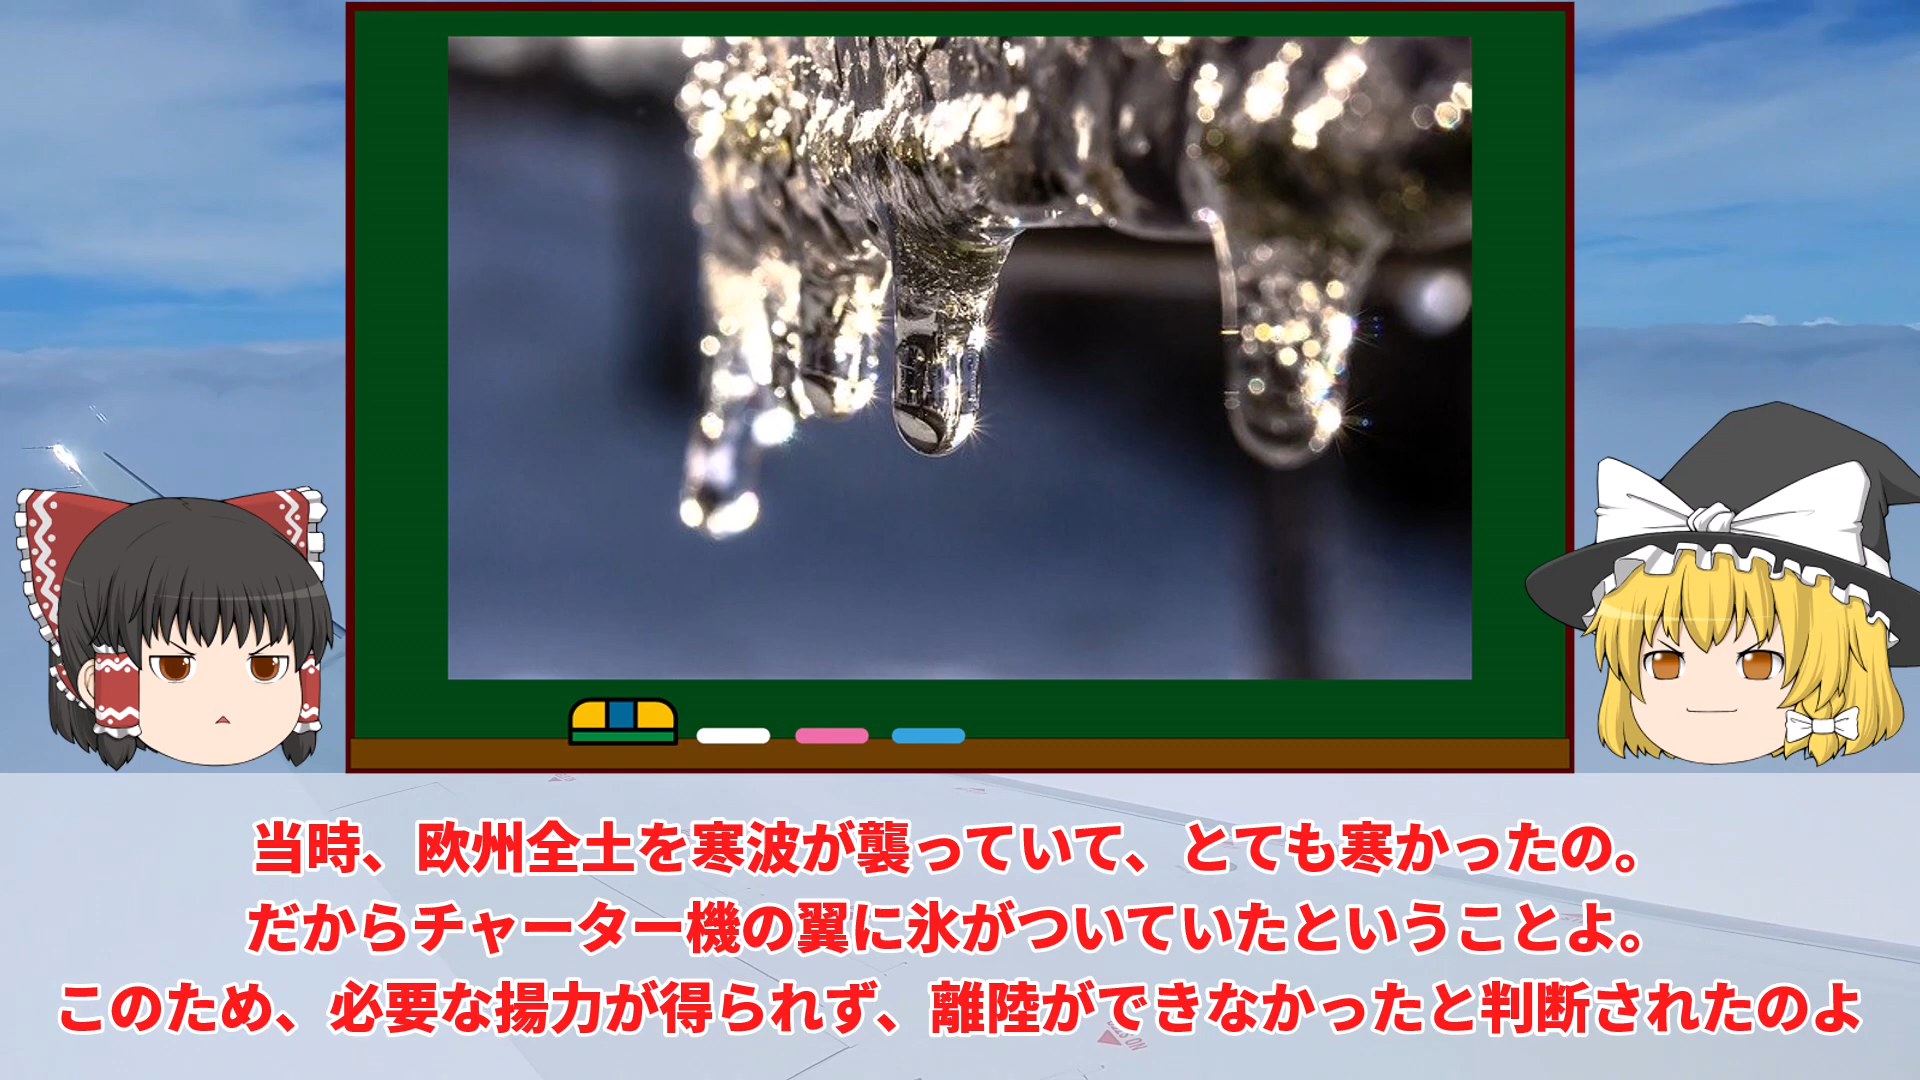 当時、欧州全土を寒波が襲っていて、とても寒かったの。
だからチャーター機の翼に氷がついていたということよ。
このため、必要な揚力が得られず、離陸ができなかったと判断されたのよ